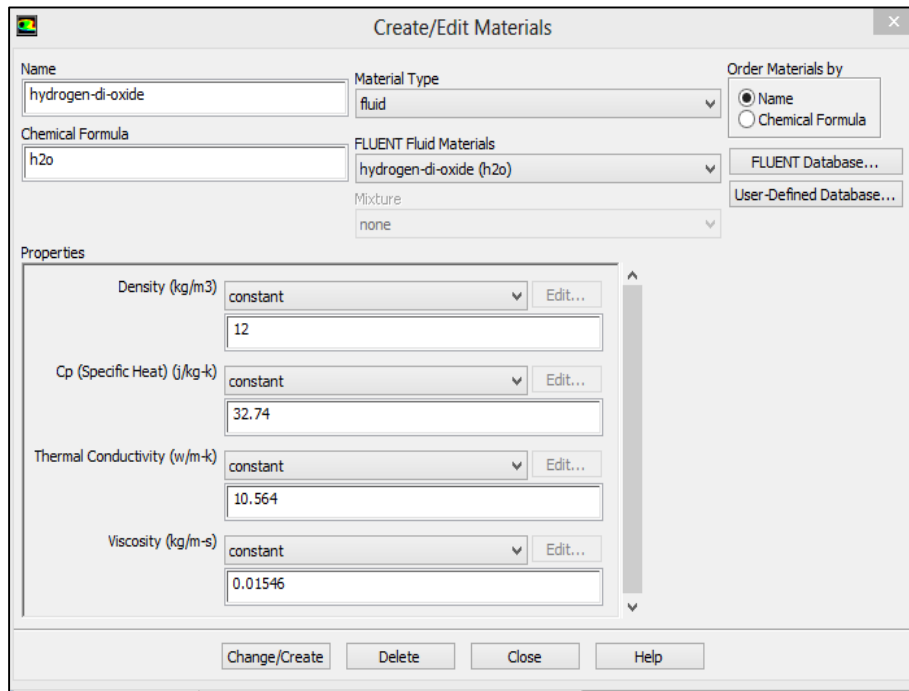 Create/Edit Materials
Name
hydrogen-di-oxide
Chemical Formula
h2o
Material Type
fluid
FLUENT Fluid Materials
hydrogen-di-oxide (h2o)
Mixture
none
Order Materials by
Name
Chemical Formula
FLUENT Database...
User-Defined Database...
Properties
Density (kg/m3)
constant
Edit...
12
Cp (Specific Heat) (j/kg-k)
constant
Edit...
32.74
Thermal Conductivity (w/m-k)
constant
Edit...
10.564
Viscosity (kg/m-s)
constant
Edit...
0.01546
Change/Create
Delete
Close
Help